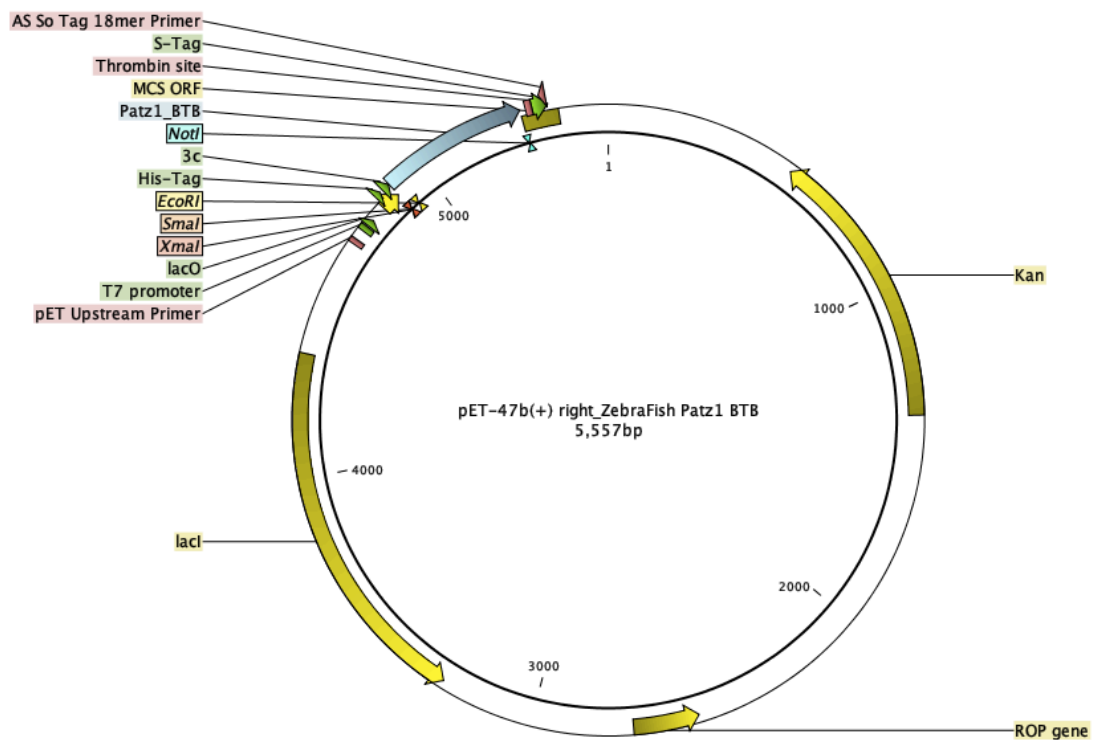 AS So Tag 18mer Primer
S-Tag
Thrombin site
MCS ORF
Patz1_BTB
NotI
3c
His-Tag
EcoRI
SmaI
XmaI
lacO
T7 promoter
pET Upstream Primer
1
5000
Kan
1000
pET-47b(+) right_ZebraFish Patz1 BTB
5,557bp
4000
lacI
2000
3000
ROP gene